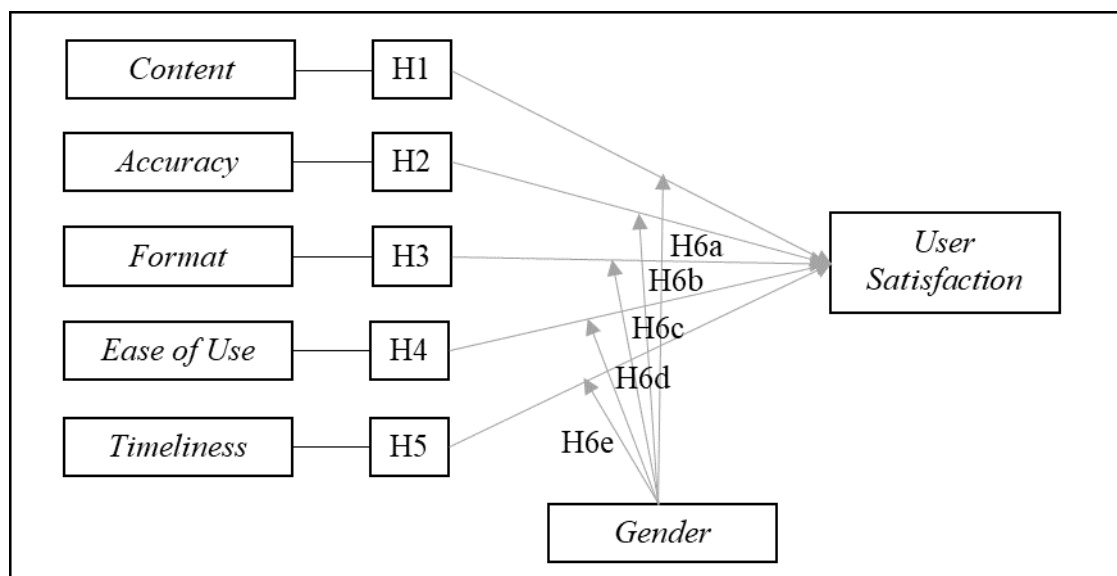 Content
H1
Accuracy
H2
Format
H3
Ease of Use
H4
Timeliness
H5
H6a
H6b
H6c
H6d
H6e
User
Satisfaction
Gender